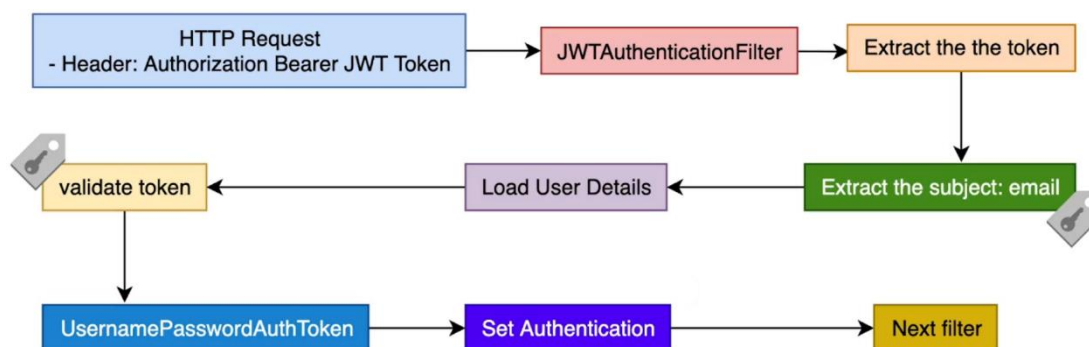 HTTP Request
- Header: Authorization Bearer JWT Token
JWTAuthenticationFilter
Extract the the token
Extract the subject: email
Load User Details
validate token
UsernamePasswordAuthToken
Set Authentication
Next filter